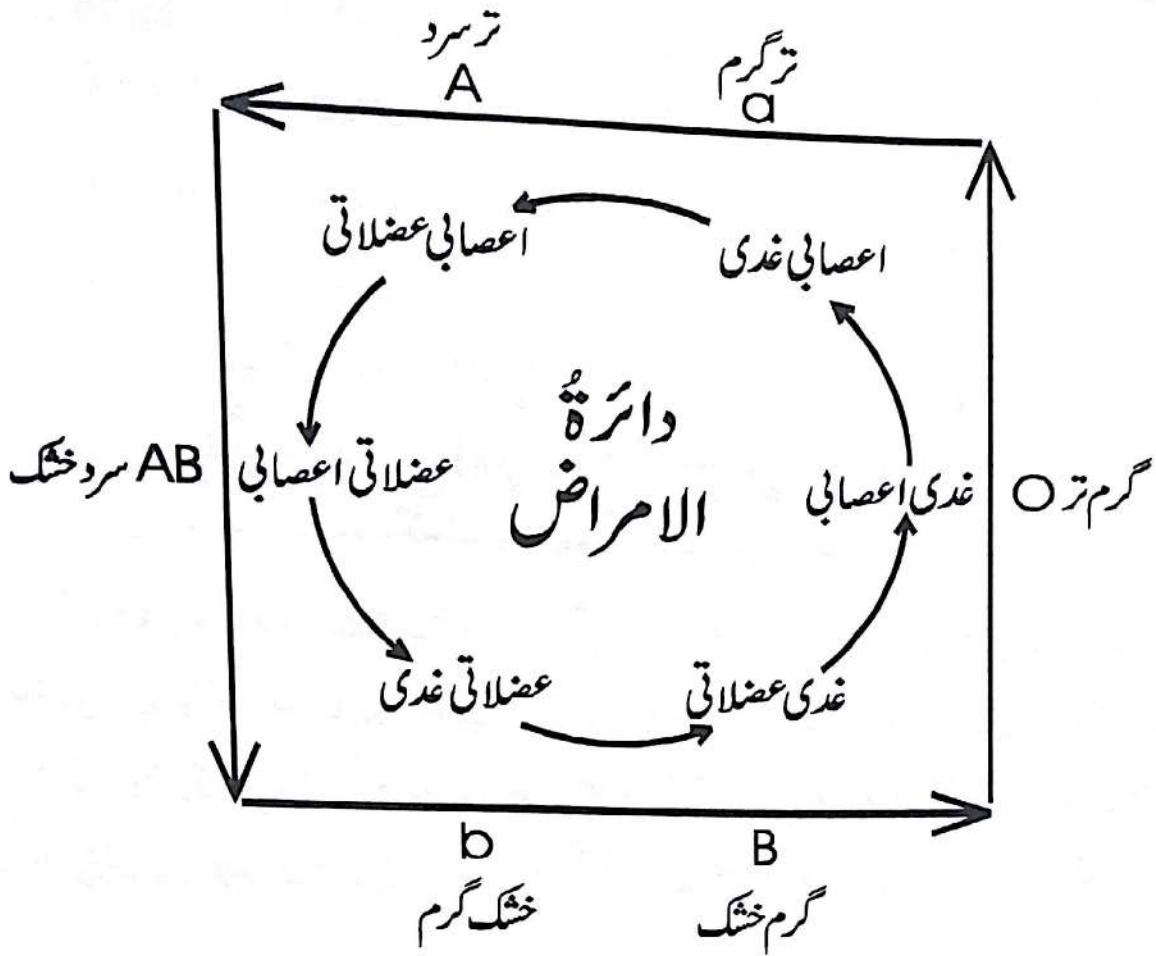 تر سرد
A
تر گرم
a
اعصابی عضلاتی
اعصابی غدی
دائرۃُ
الامراض
AB سرد خشک
عضلاتی اعصابی
غدی اعصابی
گرم تر O
عضلاتی غدی
غدی عضلاتی
b
خشک گرم
B
گرم خشک